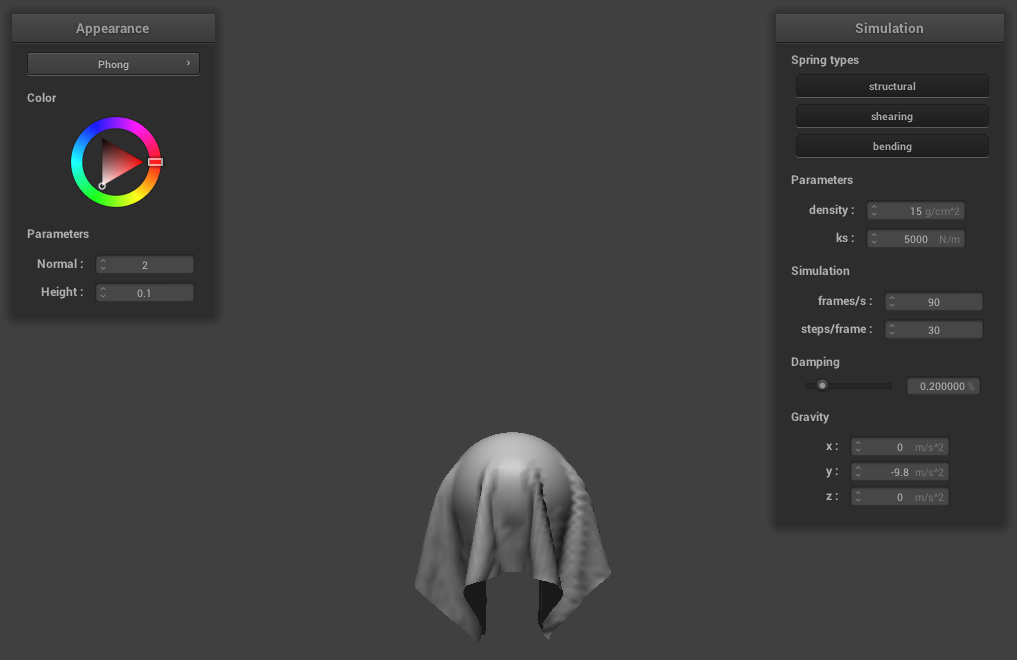 Appearance
Phong
Color
Parameters
Normal : 2
Height : 0.1
Simulation
Spring types
structural
shearing
bending
Parameters
density : 15 g/cm^2
ks : 5000 N/m
Simulation
frames/s : 90
steps/frame : 30
Damping
0.200000 %
Gravity
x : 0 m/s^2
y : -9.8 m/s^2
z : 0 m/s^2